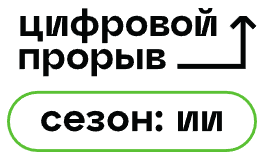 цифровой
прорыв
сезон: ии